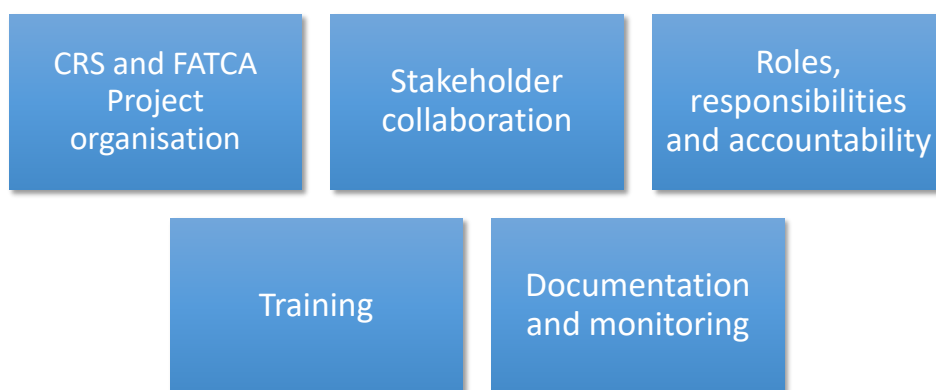 CRS and FATCA
Project
organisation
Stakeholder
collaboration
Roles,
responsibilities
and accountability
Training
Documentation
and monitoring